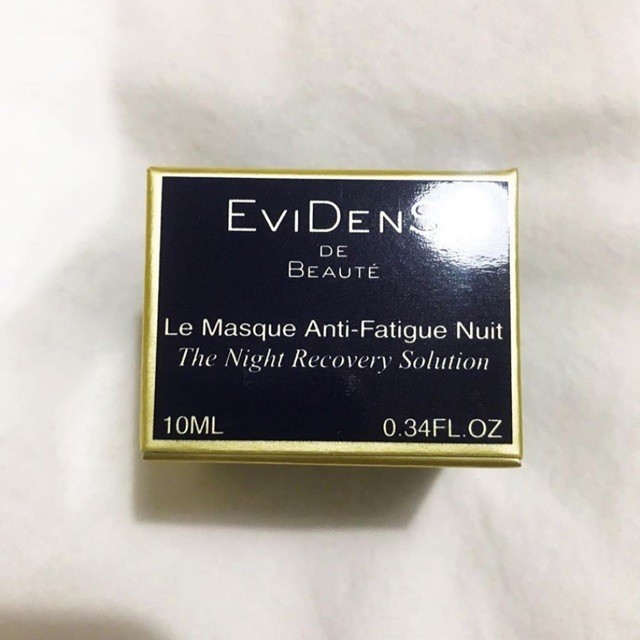 EviDenS
DE
BEAUTÉ
Le Masque Anti-Fatigue Nuit
The Night Recovery Solution
10ML 0.34FL.OZ